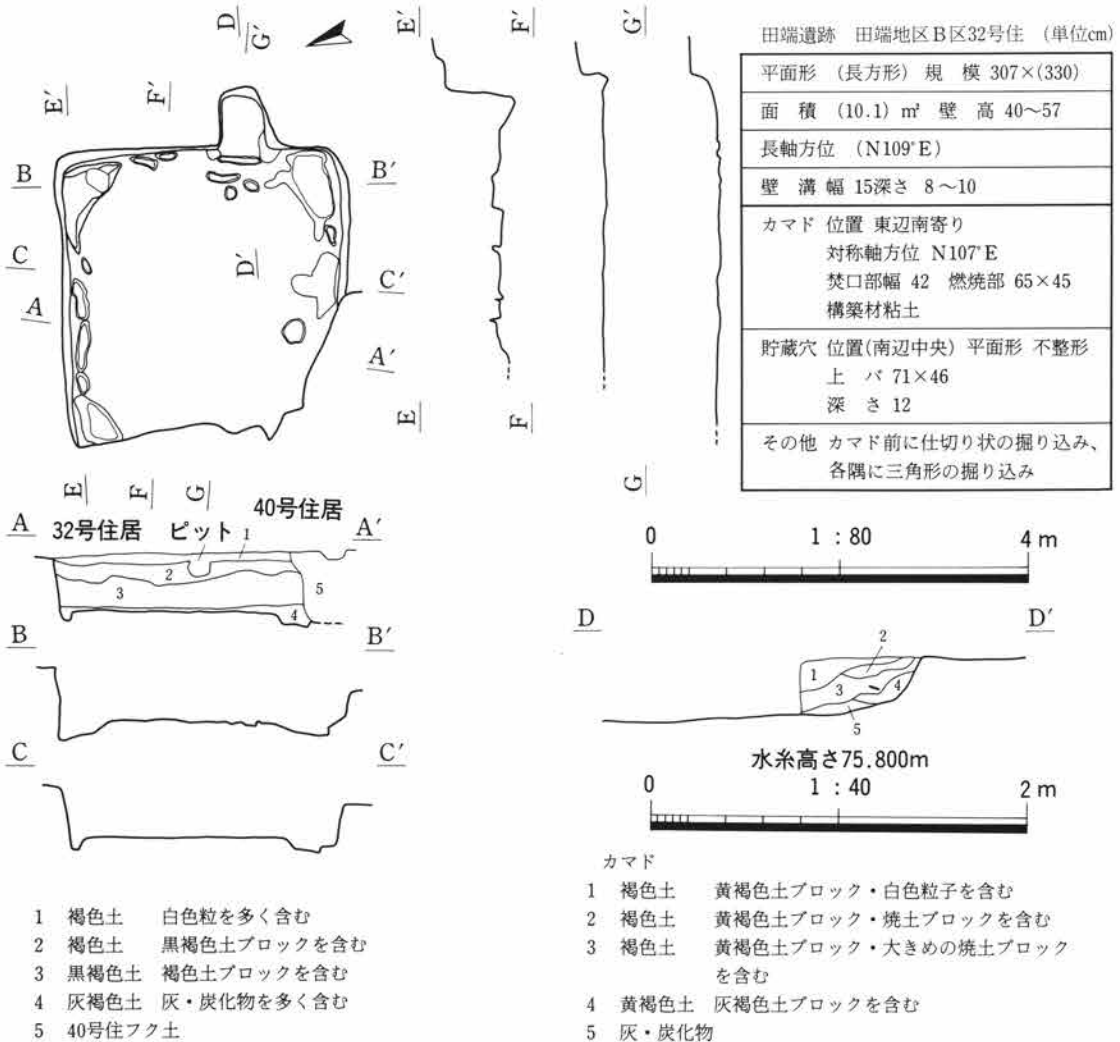 D
G′
E′
F′
B
B′
C
D′
C′
A
A′
E
F
G
E′
F′
G′
E
F
G
田端遺跡 田端地区B区32号住 (単位cm)
平面形 (長方形) 規 模 307×(330)
面 積 (10.1) ㎡ 壁 高 40〜57
長軸方位 (N109°E)
壁 溝 幅 15深さ 8〜10
カマド 位置 東辺南寄り
対称軸方位 N107°E
焚口部幅 42 燃焼部 65×45
構築材粘土
貯蔵穴 位置(南辺中央) 平面形 不整形
上 バ 71×46
深 さ 12
その他 カマド前に仕切り状の掘り込み、
各隅に三角形の掘り込み
A 32号住居 ピット 1 40号住居 A′
2
3
5
4
B B′
C C′
0 1:80 4 m
D D′
2
1
3
4
5
水糸高さ75.800m
0 1:40 2 m
1 褐色土 白色粒を多く含む
2 褐色土 黒褐色土ブロックを含む
3 黒褐色土 褐色土ブロックを含む
4 灰褐色土 灰・炭化物を多く含む
5 40号住フク土
カマド
1 褐色土 黄褐色土ブロック・白色粒子を含む
2 褐色土 黄褐色土ブロック・焼土ブロックを含む
3 褐色土 黄褐色土ブロック・大きめの焼土ブロック
を含む
4 黄褐色土 灰褐色土ブロックを含む
5 灰・炭化物